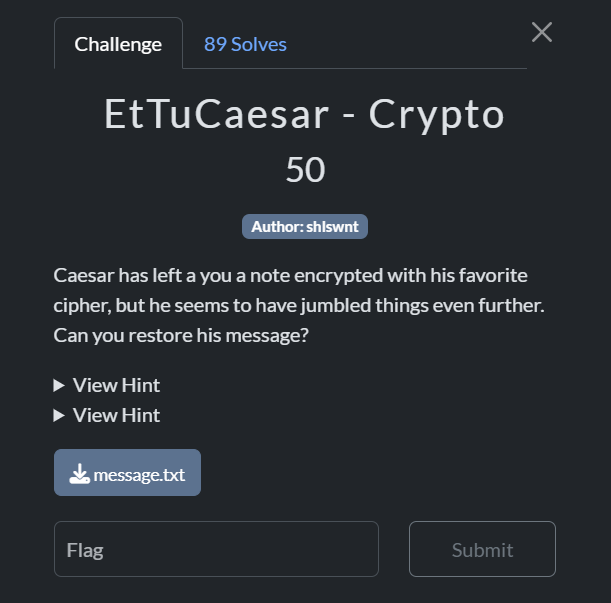 Challenge
89 Solves
EtTuCaesar - Crypto
50
Author: shlswnt
Caesar has left a you a note encrypted with his favorite
cipher, but he seems to have jumbled things even further.
Can you restore his message?
View Hint
View Hint
message.txt
Flag
Submit